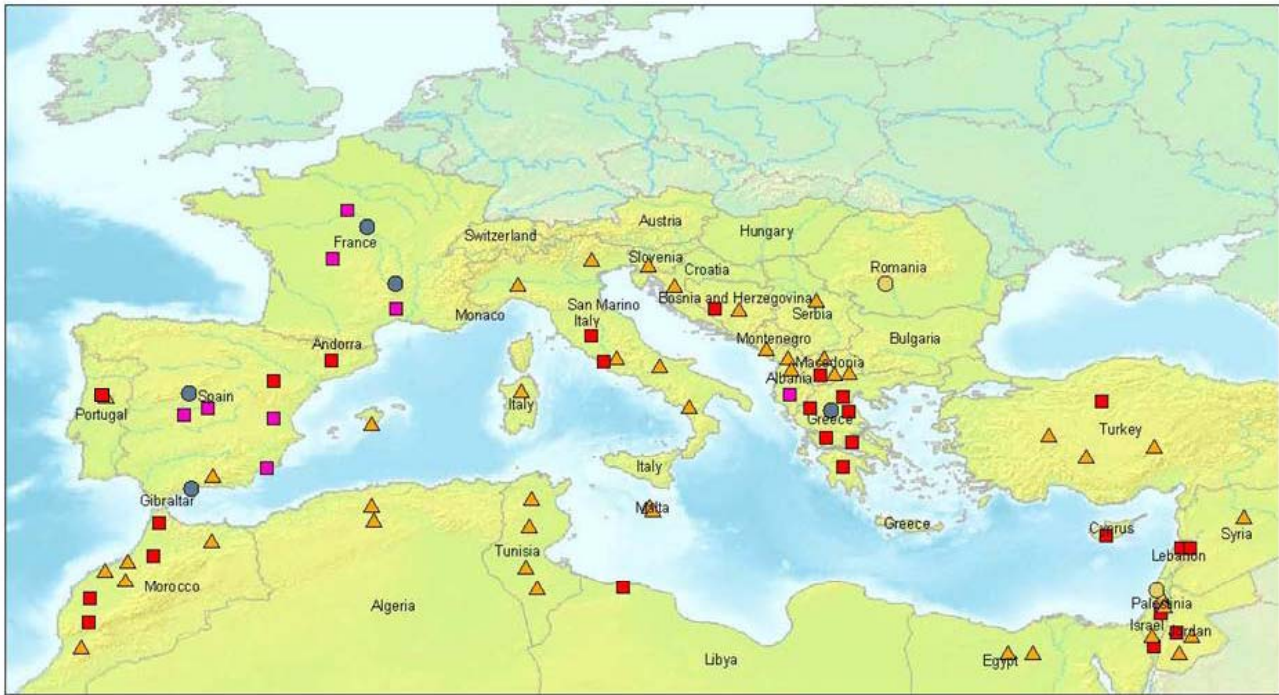 Austria
Hungary
Switzerland
France
Slovenia
Romania
Croatia
San Marino
Bosnia and Herzegovina
Monaco
Italy
Serbia
Bulgaria
Andorra
Montenegro
Macedonia
Albania
Spain
Italy
Portugal
Greece
Turkey
Italy
Gibraltar
Malta
Greece
Cyprus
Syria
Tunisia
Lebanon
Morocco
Algeria
Palestinia
Israel
Jordan
Libya
Egypt